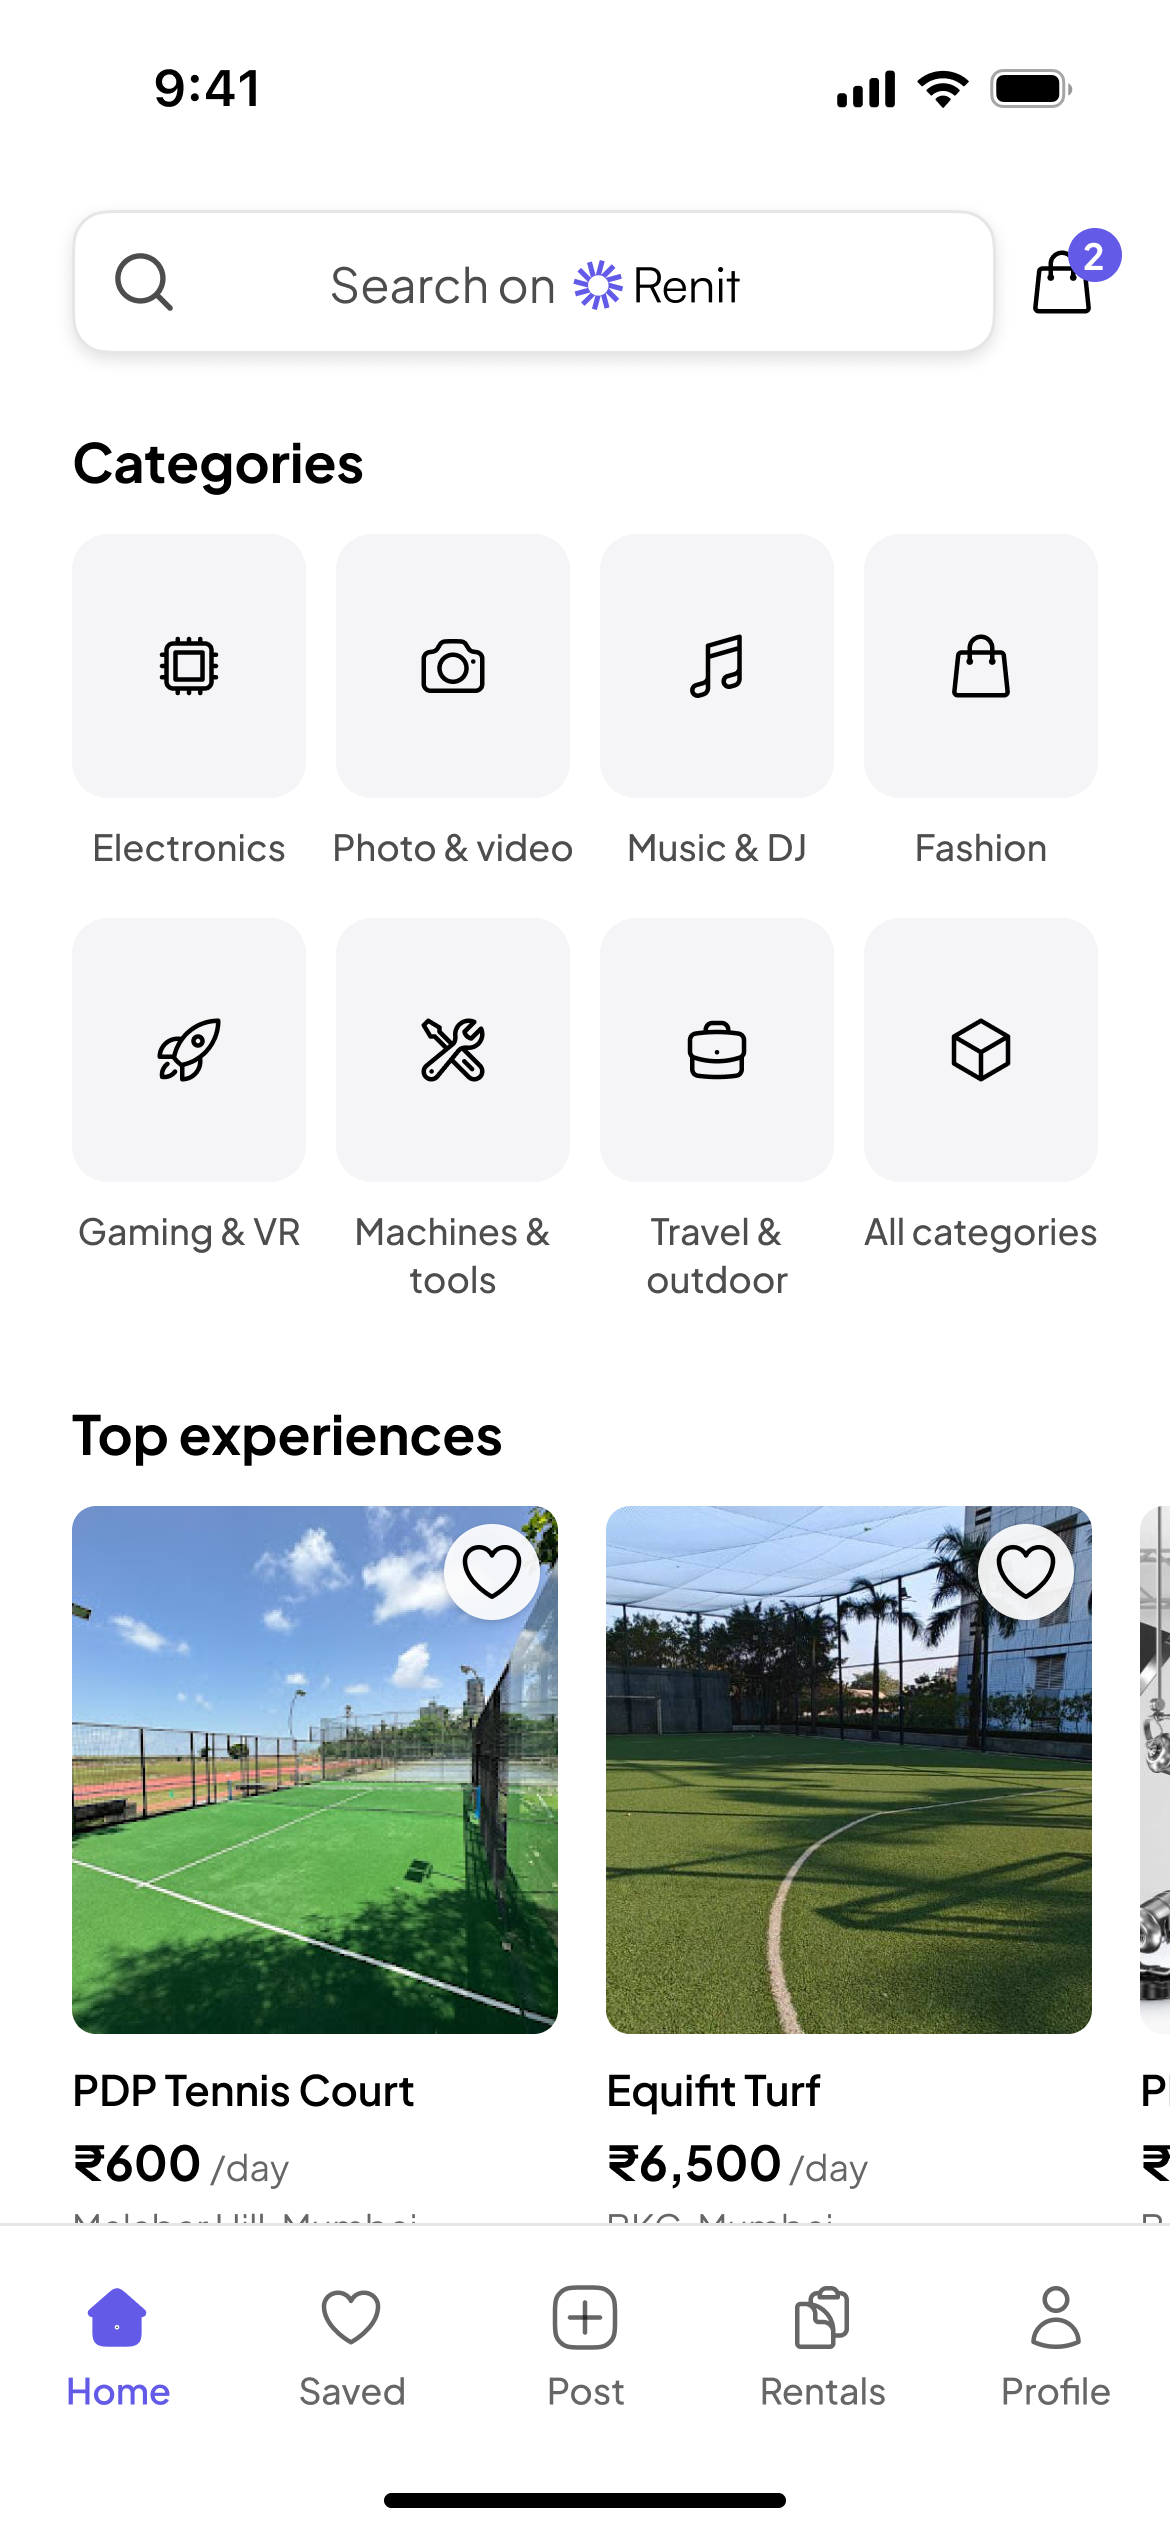 9:41
Search on Renit
2
Categories
Electronics
Photo & video
Music & DJ
Fashion
Gaming & VR
Machines &
tools
Travel &
outdoor
All categories
Top experiences
PDP Tennis Court
Equifit Turf
₹600 /day
₹6,500 /day
₹
Home
Saved
Post
Rentals
Profile